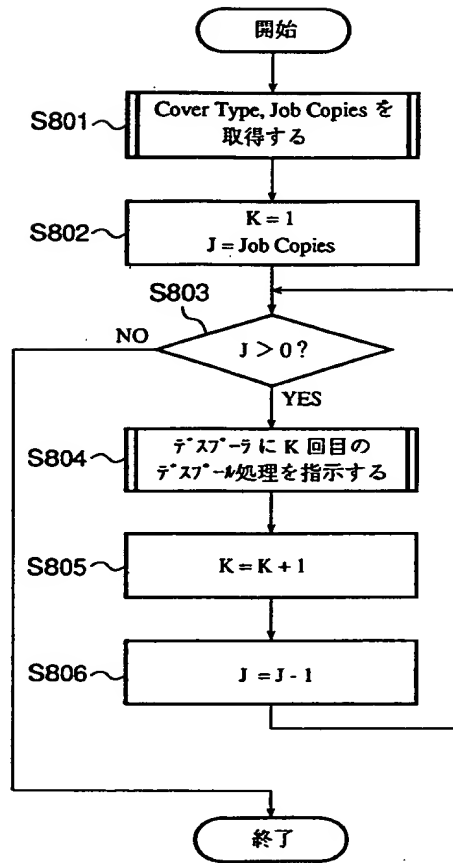 開始
S801
Cover Type, Job Copies を
取得する
S802
K = 1
J = Job Copies
S803
NO
J > 0 ?
YES
S804
ﾃﾞｽﾌﾟｰﾗ に K 回目の
ﾃﾞｽﾌﾟｰﾙ処理を指示する
S805
K = K + 1
S806
J = J - 1
終了